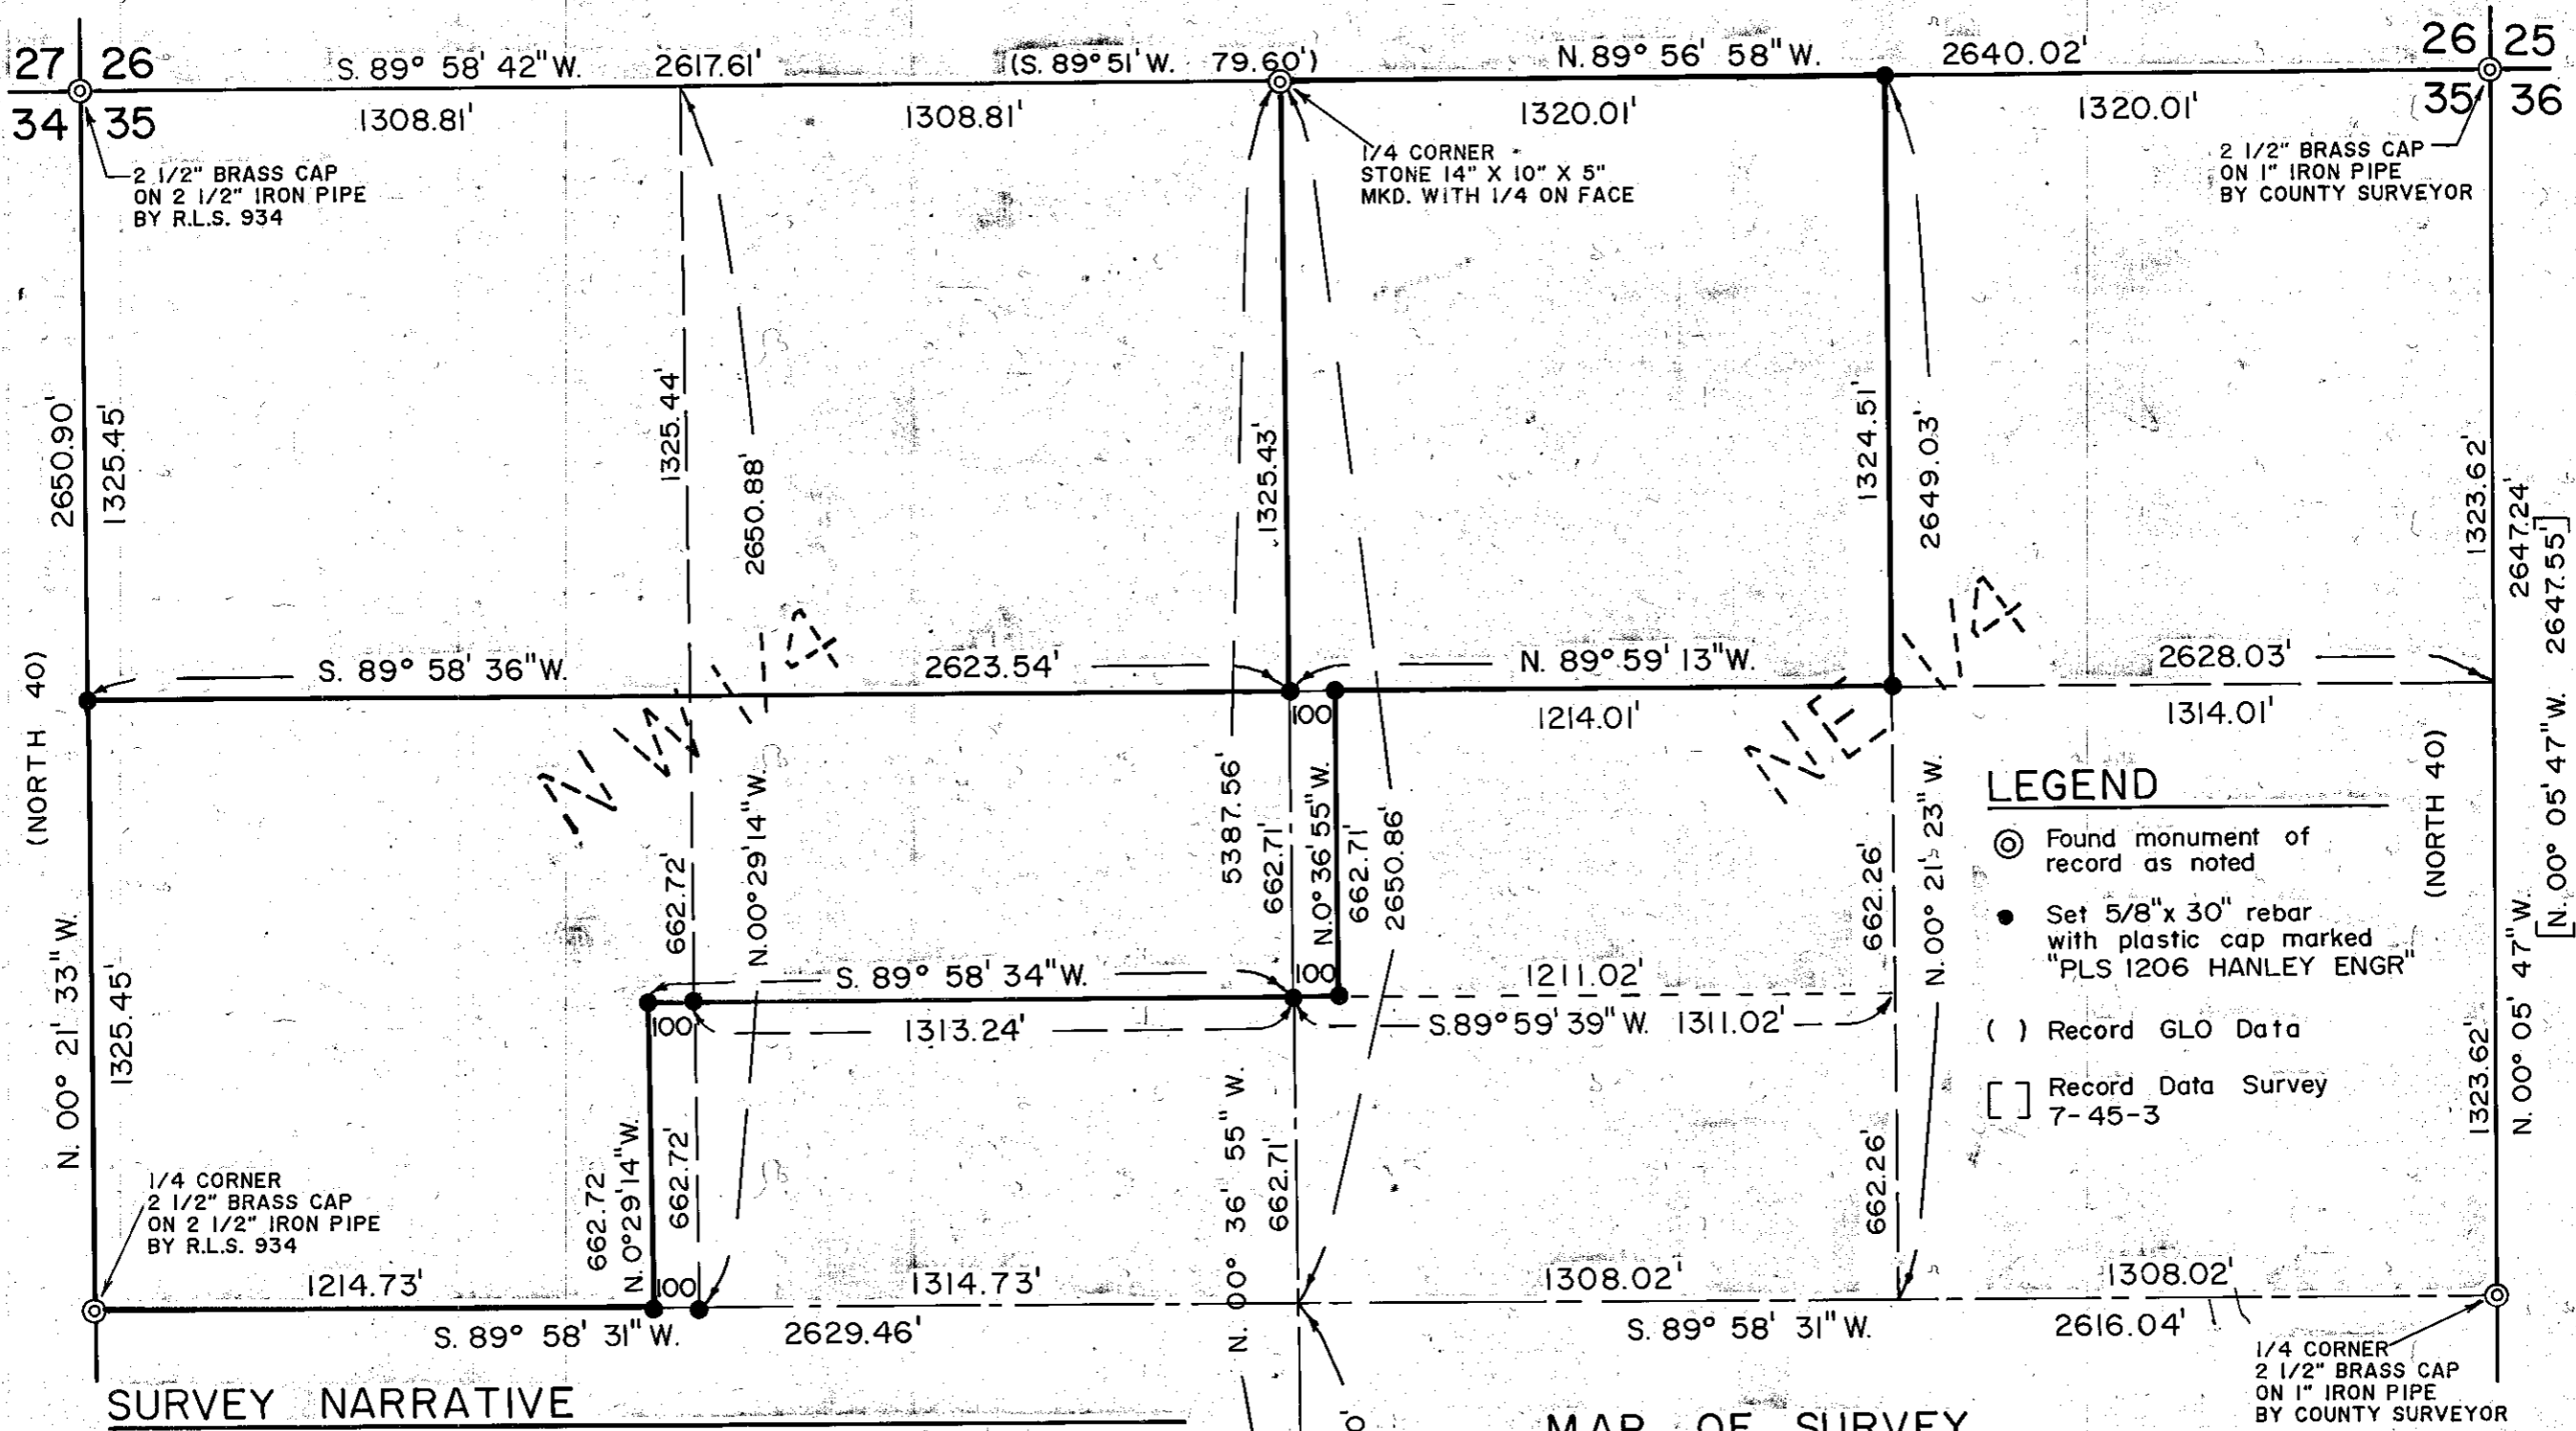 27 26
34 35
S. 89° 58' 42" W. 2617.61'
(S. 89° 51' W. 79.60')
N. 89° 56' 58" W. 2640.02'
26 25
35 36
1308.81'
1308.81'
1320.01'
1320.01'
2 1/2" BRASS CAP
ON 2 1/2" IRON PIPE
BY R.L.S. 934
1/4 CORNER
STONE 14" X 10" X 5"
MKD. WITH 1/4 ON FACE
2 1/2" BRASS CAP
ON 1" IRON PIPE
BY COUNTY SURVEYOR
2650.90'
1325.45'
1325.44'
2650.88'
1325.43'
1324.51'
2649.03'
1323.62'
2647.24'
[N. 00° 05' 47" W. 2647.55']
(NORTH 40)
N. 00° 21' 33" W.
1325.45'
S. 89° 58' 36" W. 2623.54'
N. 89° 59' 13" W. 2628.03'
100
1214.01'
1314.01'
NW 1/4
NE 1/4
662.72'
N. 00° 29' 14" W.
5387.56'
662.71'
N. 0° 36' 55" W.
662.71'
2650.86'
662.26'
N. 00° 21' 23" W.
(NORTH 40)
LEGEND
Found monument of
record as noted
Set 5/8" x 30" rebar
with plastic cap marked
"PLS 1206 HANLEY ENGR"
( ) Record GLO Data
[ ] Record Data Survey
7-45-3
S. 89° 58' 34" W.
100
1211.02'
100
1313.24'
S. 89° 59' 39" W. 1311.02'
662.72
N. 0° 29' 14" W.
662.72'
N. 00° 36' 55" W.
662.71'
662.26'
1323.62'
N. 00° 05' 47" W.
1/4 CORNER
2 1/2" BRASS CAP
ON 2 1/2" IRON PIPE
BY R.L.S. 934
1214.73'
100
1314.73'
1308.02'
1308.02'
S. 89° 58' 31" W. 2629.46'
S. 89° 58' 31" W. 2616.04'
1/4 CORNER
2 1/2" BRASS CAP
ON 1" IRON PIPE
BY COUNTY SURVEYOR
SURVEY NARRATIVE
MAP OF SURVEY